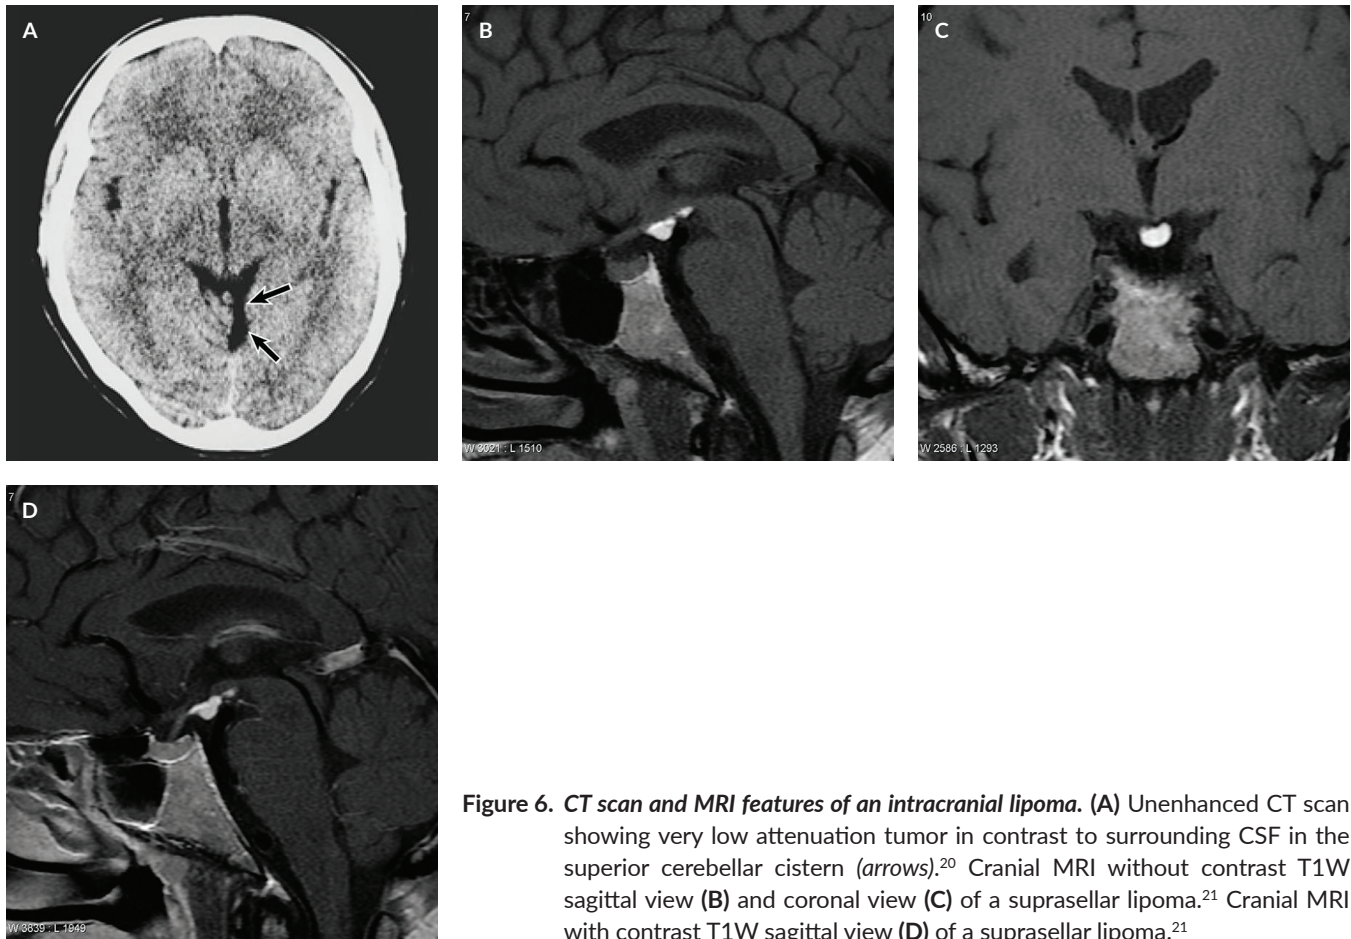 A
7
B
W 3021 : L 1510
10
C
W 2586 : L 1293
7
D
W 3839 : L 1949
Figure 6. CT scan and MRI features of an intracranial lipoma. (A) Unenhanced CT scan
showing very low attenuation tumor in contrast to surrounding CSF in the
superior cerebellar cistern (arrows).20 Cranial MRI without contrast T1W
sagittal view (B) and coronal view (C) of a suprasellar lipoma.21 Cranial MRI
with contrast T1W sagittal view (D) of a suprasellar lipoma.21